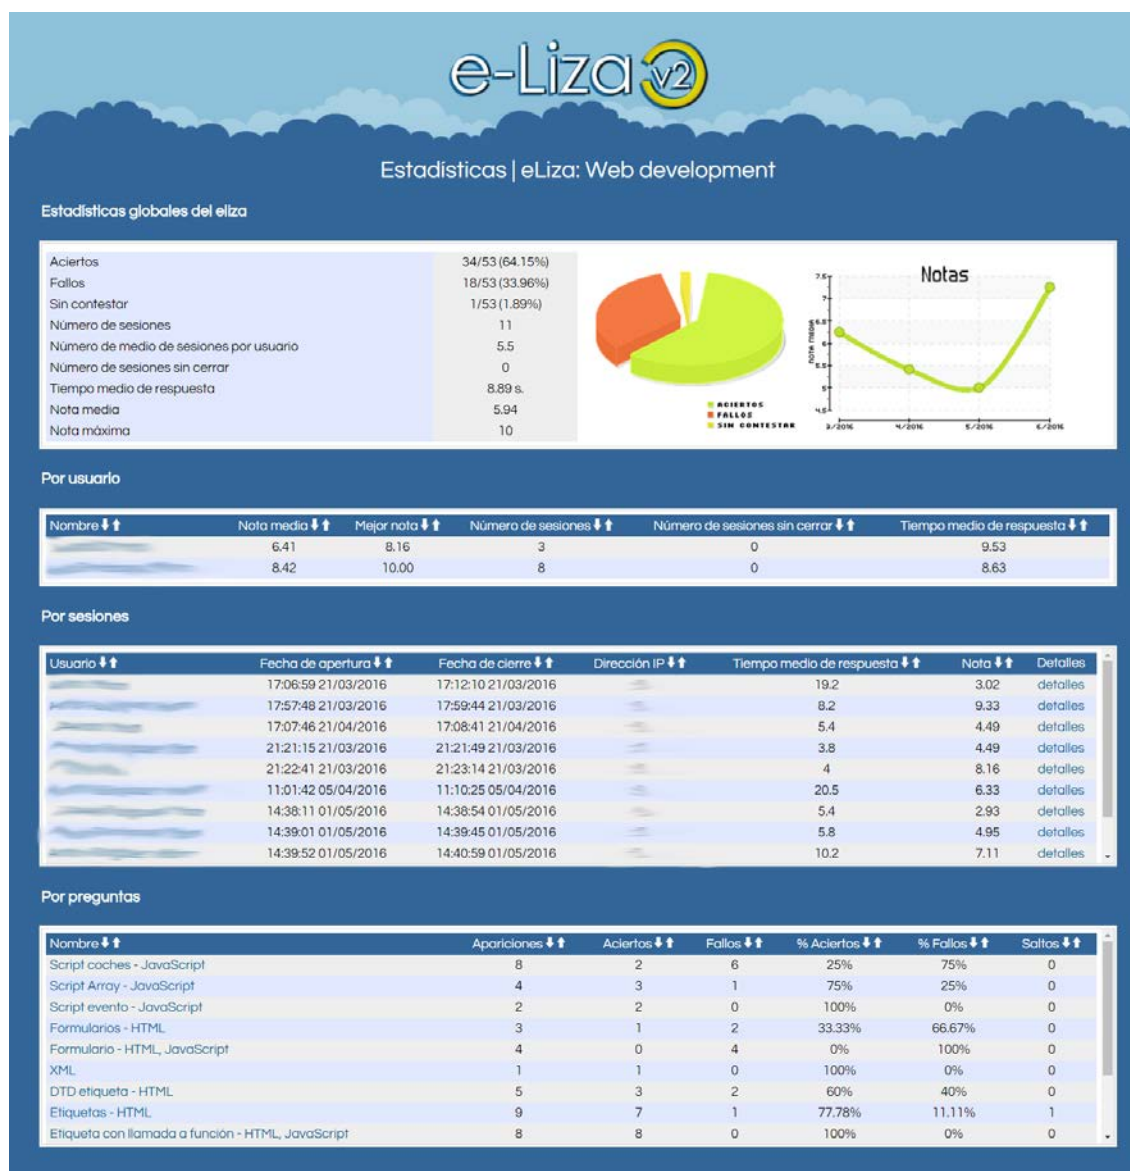 e-Liza v2
Estadísticas | eLiza: Web development
Estadísticas globales del eliza
Aciertos 34/53 (64.15%)
Fallos 18/53 (33.96%)
Sin contestar 1/53 (1.89%)
Número de sesiones 11
Número de medio de sesiones por usuario 5.5
Número de sesiones sin cerrar 0
Tiempo medio de respuesta 8.89 s.
Nota media 5.94
Nota máxima 10
ACIERTOS
FALLOS
SIN CONTESTAR
Notas
NOTA MEDIA
7.5
7
6.5
6
5.5
5
4.5
3/2016 4/2016 5/2016 6/2016
Por usuario
Nombre Nota media Mejor nota Número de sesiones Número de sesiones sin cerrar Tiempo medio de respuesta
6.41 8.16 3 0 9.53
8.42 10.00 8 0 8.63
Por sesiones
Usuario Fecha de apertura Fecha de cierre Dirección IP Tiempo medio de respuesta Nota Detalles
17:06:59 21/03/2016 17:12:10 21/03/2016 19.2 3.02 detalles
17:57:48 21/03/2016 17:59:44 21/03/2016 8.2 9.33 detalles
17:07:46 21/04/2016 17:08:41 21/04/2016 5.4 4.49 detalles
21:21:15 21/03/2016 21:21:49 21/03/2016 3.8 4.49 detalles
21:22:41 21/03/2016 21:23:14 21/03/2016 4 8.16 detalles
11:01:42 05/04/2016 11:10:25 05/04/2016 20.5 6.33 detalles
14:38:11 01/05/2016 14:38:54 01/05/2016 5.4 2.93 detalles
14:39:01 01/05/2016 14:39:45 01/05/2016 5.8 4.95 detalles
14:39:52 01/05/2016 14:40:59 01/05/2016 10.2 7.11 detalles
Por preguntas
Nombre Apariciones Aciertos Fallos % Aciertos % Fallos Saltos
Script coches - JavaScript 8 2 6 25% 75% 0
Script Array - JavaScript 4 3 1 75% 25% 0
Script evento - JavaScript 2 2 0 100% 0% 0
Formularios - HTML 3 1 2 33.33% 66.67% 0
Formulario - HTML, JavaScript 4 0 4 0% 100% 0
XML 1 1 0 100% 0% 0
DTD etiqueta - HTML 5 3 2 60% 40% 0
Etiquetas - HTML 9 7 1 77.78% 11.11% 1
Etiqueta con llamada a función - HTML, JavaScript 8 8 0 100% 0% 0